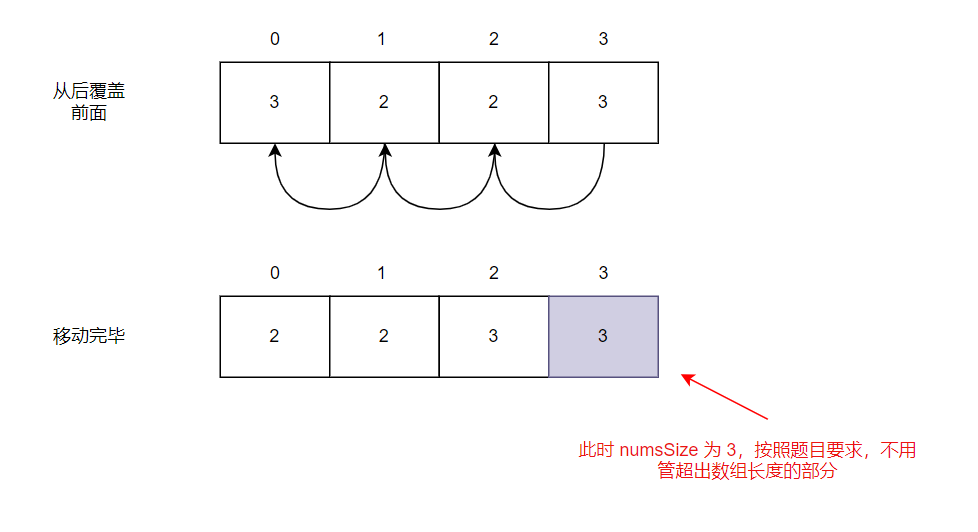 0 1 2 3
从后覆盖
前面
3 2 2 3
0 1 2 3
移动完毕
2 2 3 3
此时 numsSize 为 3，按照题目要求，不用
管超出数组长度的部分